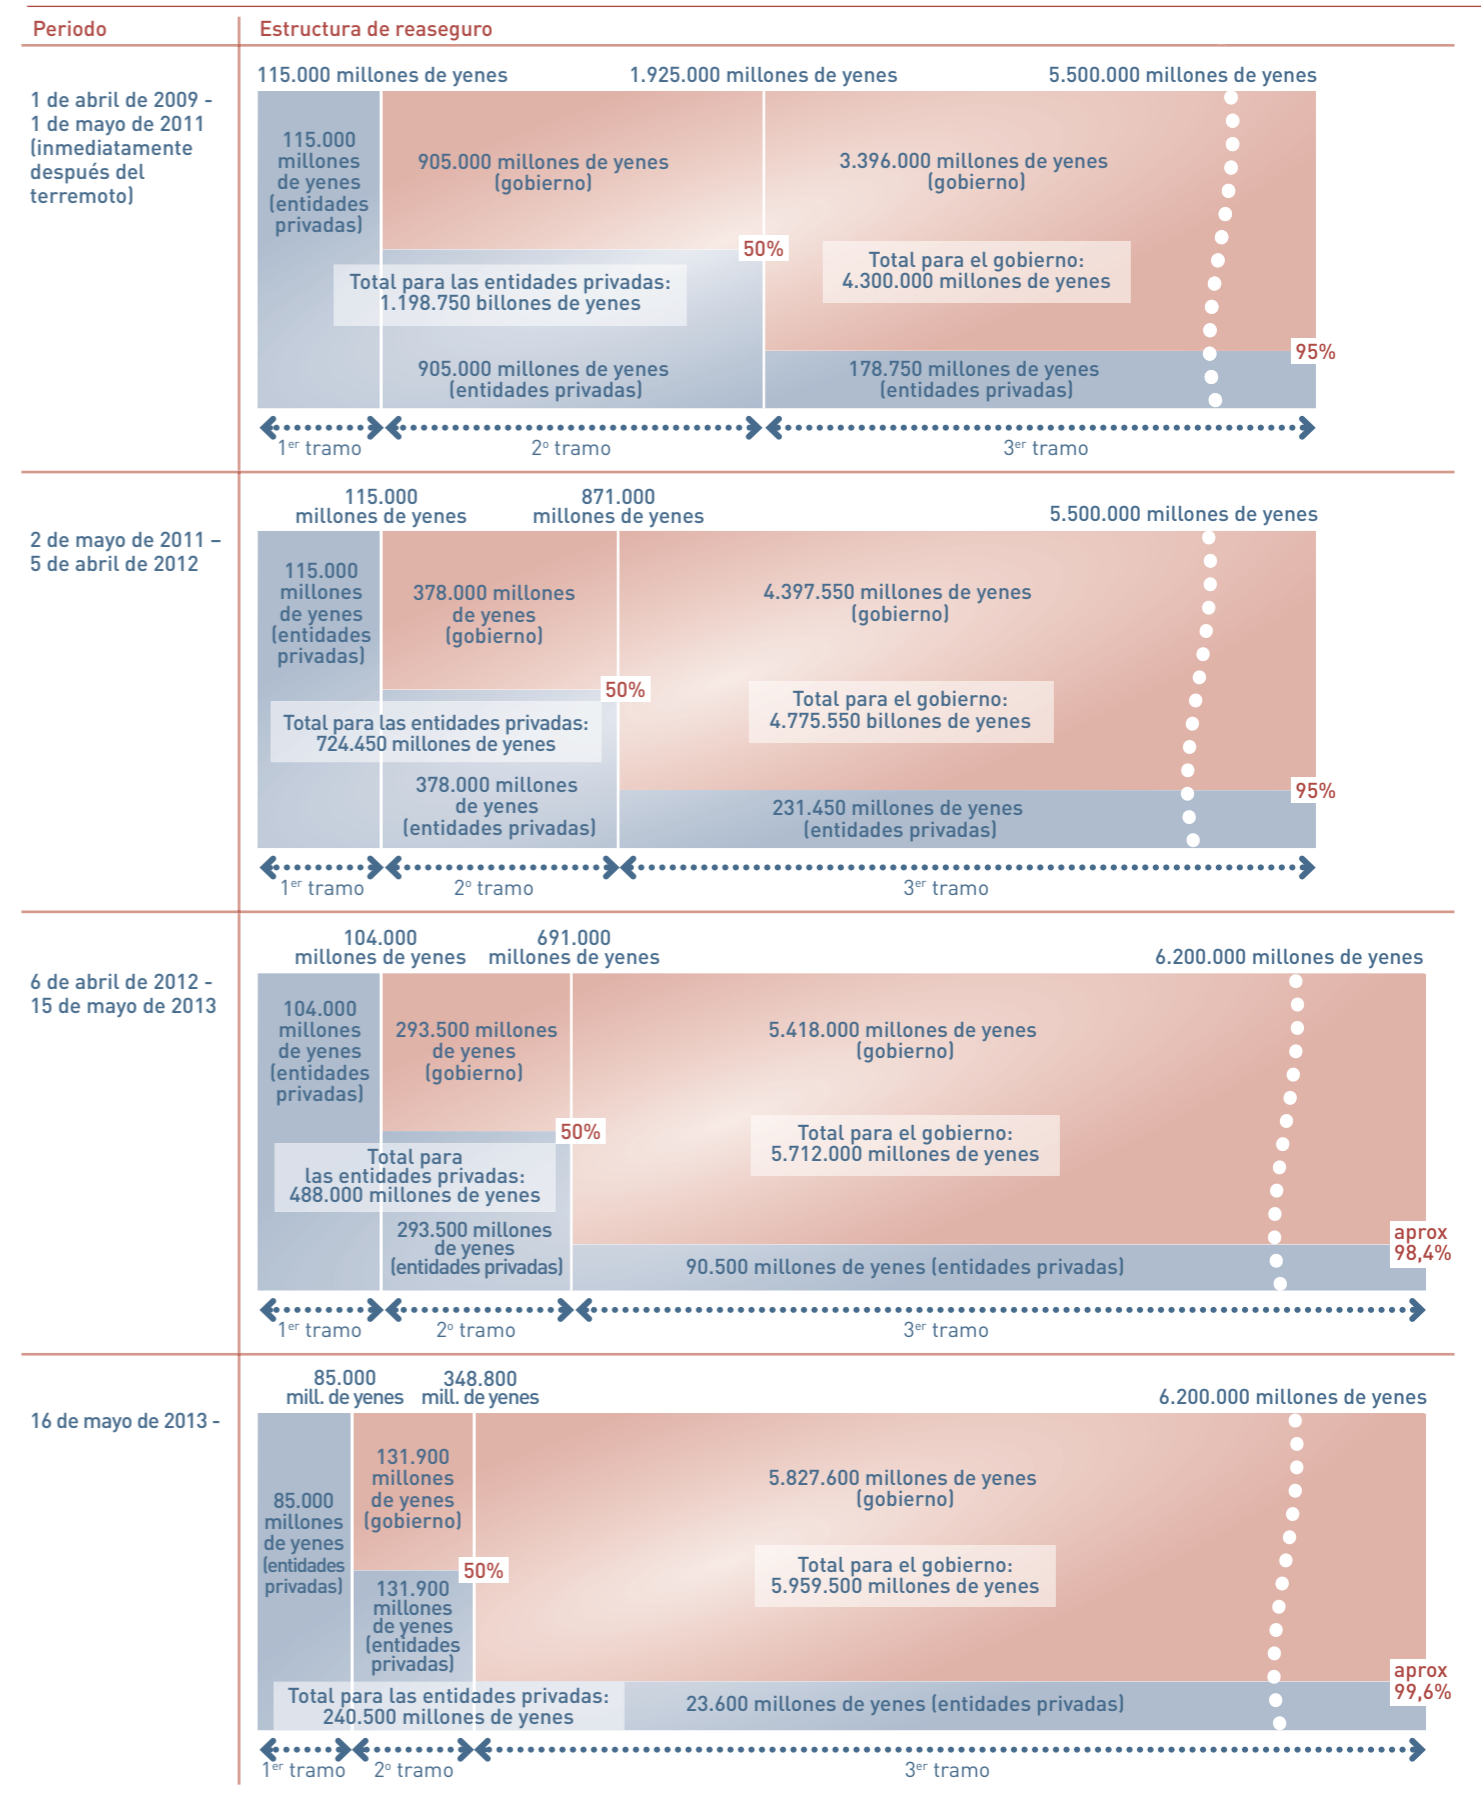 Periodo
Estructura de reaseguro
1 de abril de 2009 -
1 de mayo de 2011
(inmediatamente
después del
terremoto)
115.000 millones de yenes
1.925.000 millones de yenes
5.500.000 millones de yenes
115.000
millones
de yenes
(entidades
privadas)
905.000 millones de yenes
(gobierno)
3.396.000 millones de yenes
(gobierno)
50%
Total para el gobierno:
4.300.000 millones de yenes
Total para las entidades privadas:
1.198.750 billones de yenes
95%
905.000 millones de yenes
(entidades privadas)
178.750 millones de yenes
(entidades privadas)
1er tramo
2o tramo
3er tramo
2 de mayo de 2011 –
5 de abril de 2012
115.000
millones de yenes
871.000
millones de yenes
5.500.000 millones de yenes
115.000
millones
de yenes
(entidades
privadas)
378.000 millones
de yenes
(gobierno)
4.397.550 millones de yenes
(gobierno)
50%
Total para el gobierno:
4.775.550 billones de yenes
Total para las entidades privadas:
724.450 millones de yenes
378.000 millones
de yenes
(entidades privadas)
95%
231.450 millones de yenes
(entidades privadas)
1er tramo
2o tramo
3er tramo
6 de abril de 2012 -
15 de mayo de 2013
104.000
millones de yenes
691.000
millones de yenes
6.200.000 millones de yenes
104.000
millones
de yenes
(entidades
privadas)
293.500 millones
de yenes
(gobierno)
5.418.000 millones de yenes
(gobierno)
50%
Total para el gobierno:
5.712.000 millones de yenes
Total para
las entidades privadas:
488.000 millones de yenes
293.500 millones
de yenes
(entidades privadas)
aprox
98,4%
90.500 millones de yenes (entidades privadas)
1er tramo
2o tramo
3er tramo
16 de mayo de 2013 -
85.000
mill. de yenes
348.800
mill. de yenes
6.200.000 millones de yenes
85.000
millones
de yenes
(entidades
privadas)
131.900
millones
de yenes
(gobierno)
5.827.600 millones de yenes
(gobierno)
50%
Total para el gobierno:
5.959.500 millones de yenes
131.900
millones
de yenes
(entidades
privadas)
aprox
99,6%
Total para las entidades privadas:
240.500 millones de yenes
23.600 millones de yenes (entidades privadas)
1er tramo
2o tramo
3er tramo